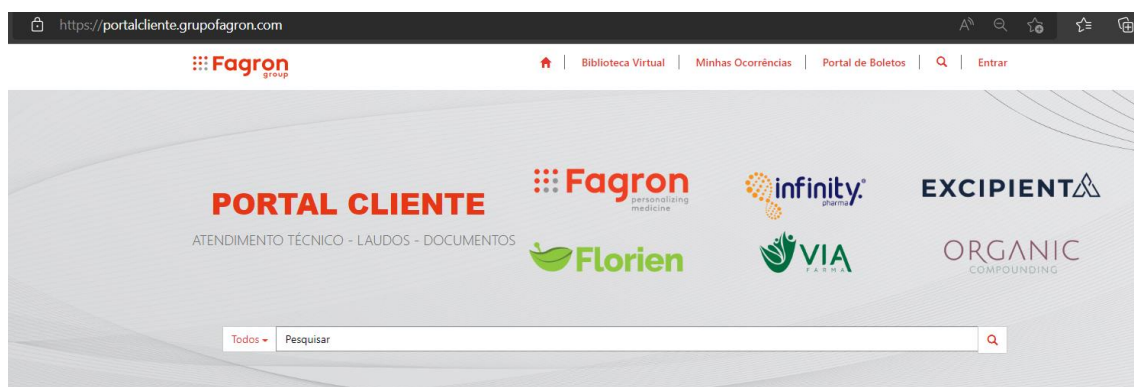 https://portalcliente.grupofagron.com
Fagron
group
Biblioteca Virtual | Minhas Ocorrências | Portal de Boletos | Entrar
PORTAL CLIENTE
ATENDIMENTO TÉCNICO - LAUDOS - DOCUMENTOS
Fagron
personalizing
medicine
infinity.
pharma
EXCIPIENT
Florien
VIA
FARMA
ORGANIC
COMPOUNDING
Todos Pesquisar